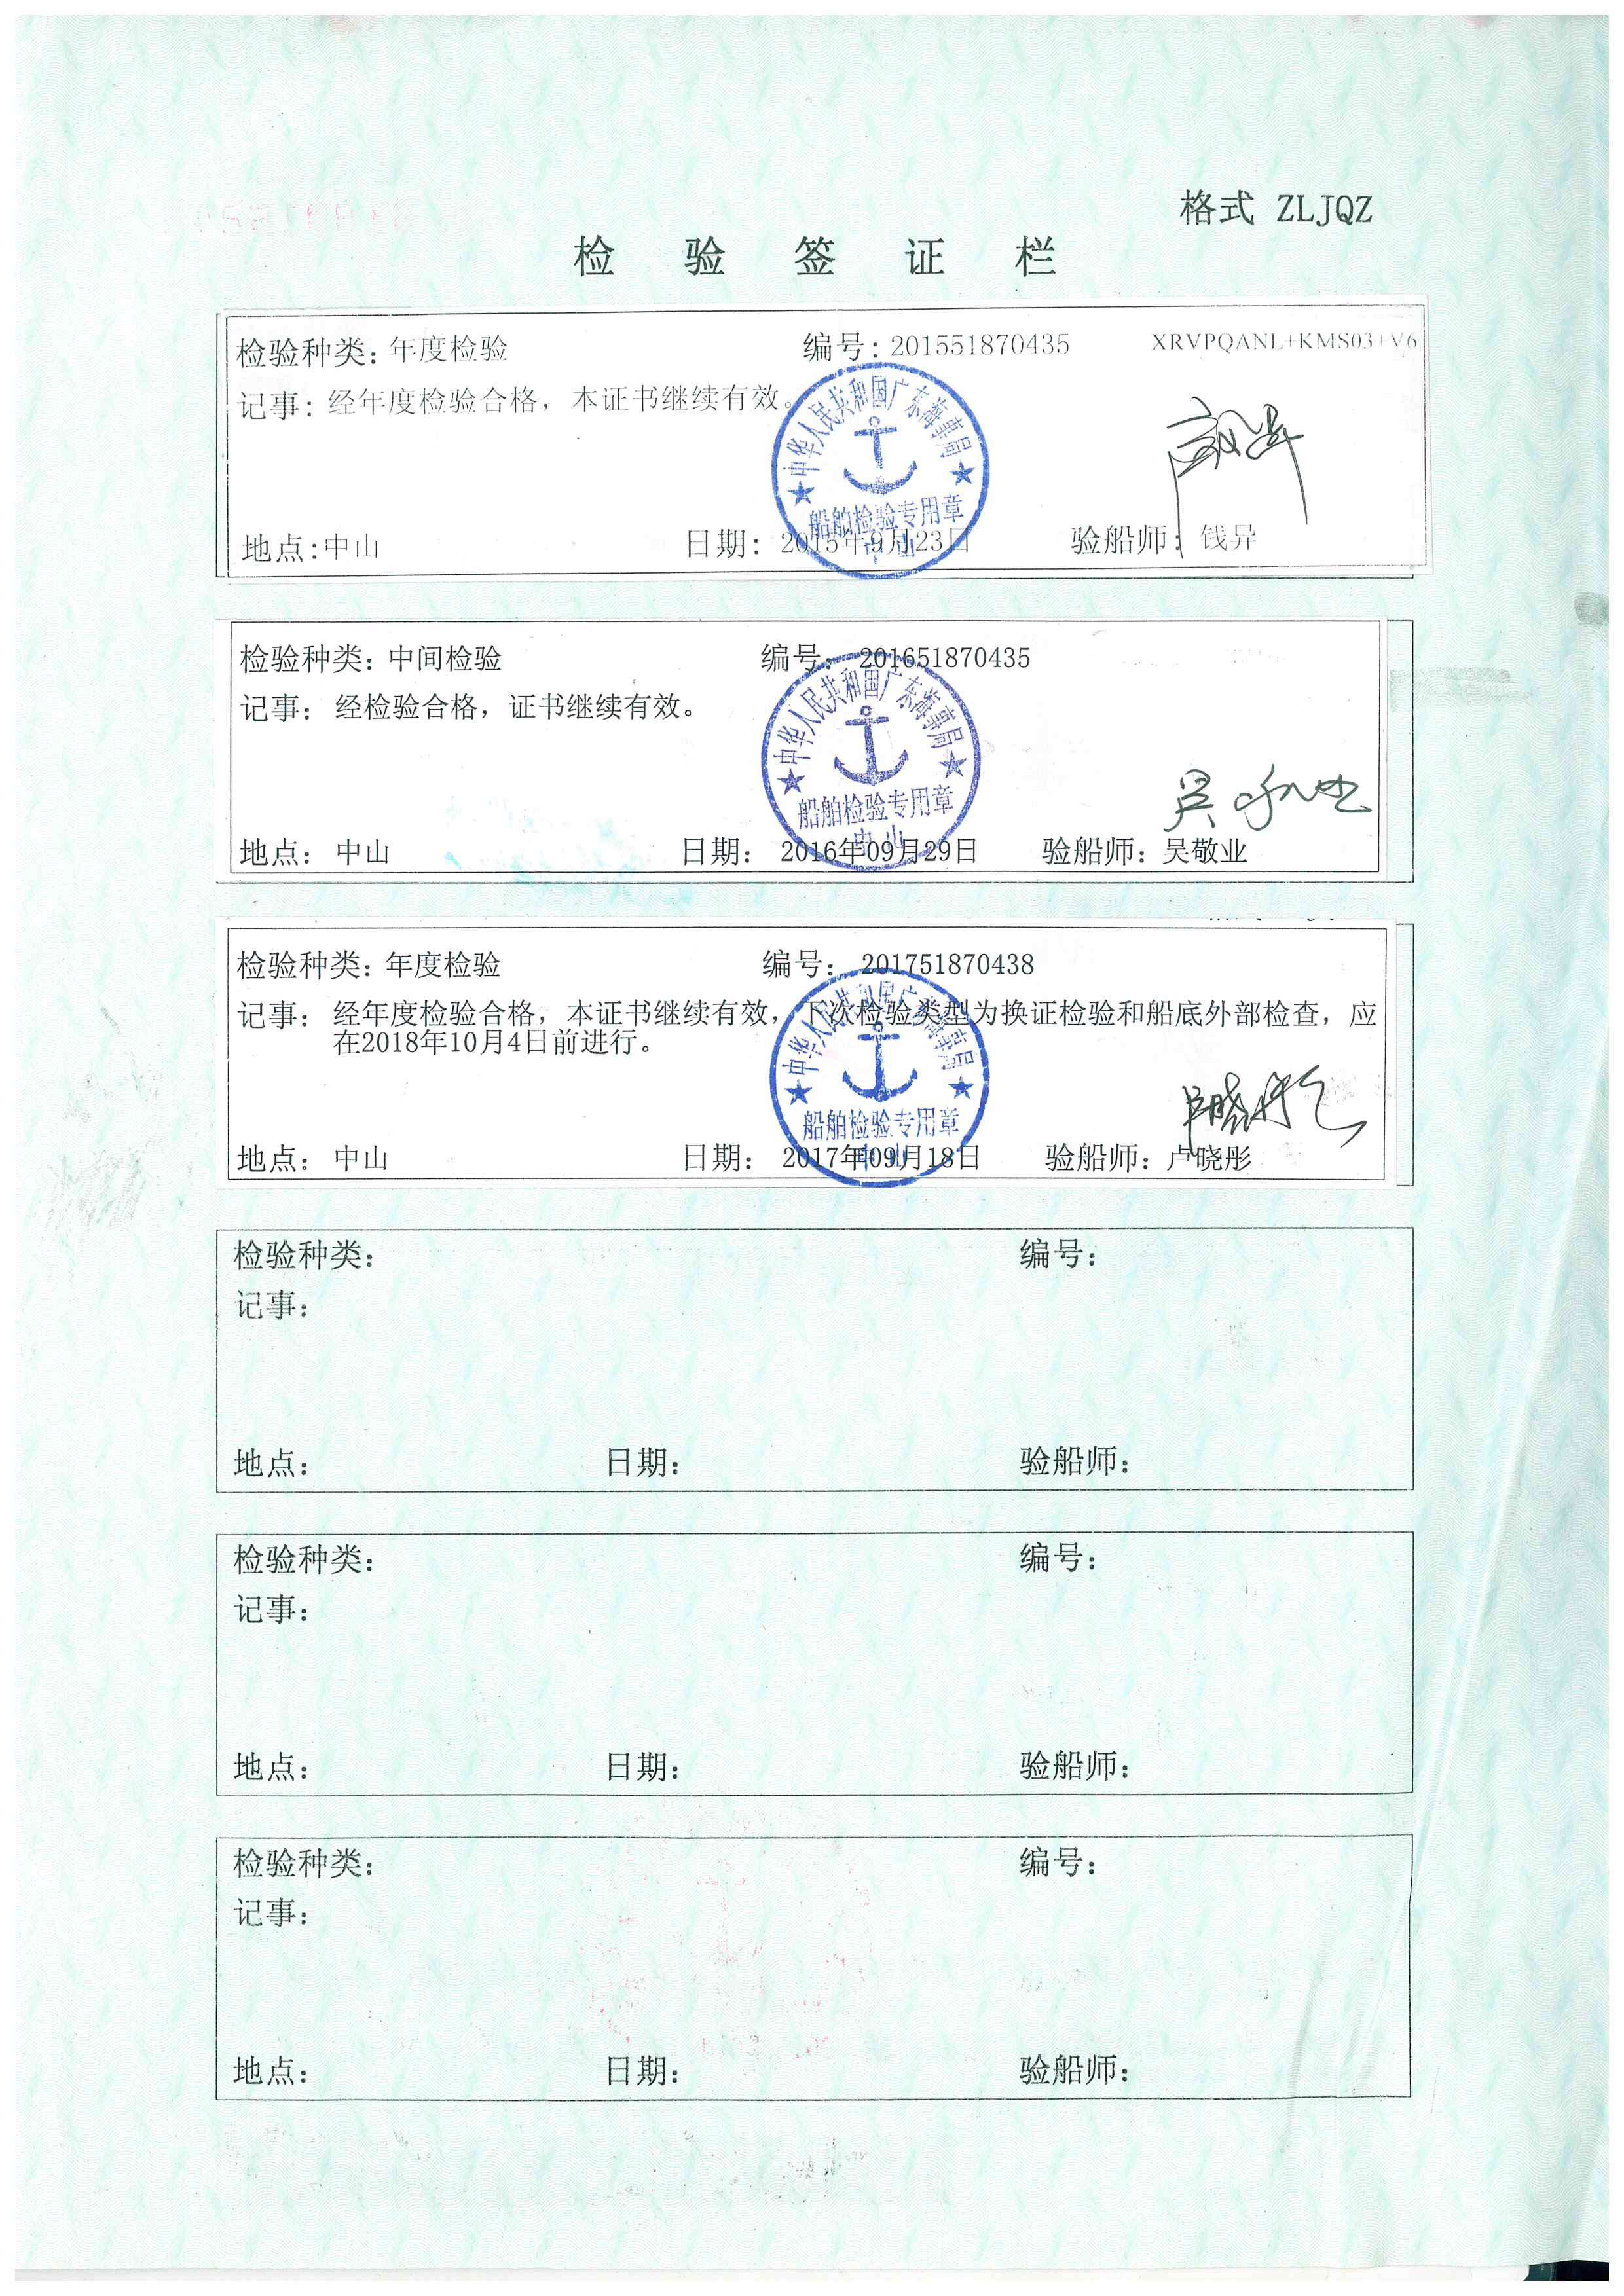 格式 ZLJQZ
检验签证栏
检验种类：年度检验 编号：201551870435 XRVPQANL+KMS03+V6
记事：经年度检验合格，本证书继续有效。
中华人民共和国广东海事局
船舶检验专用章
中山
地点：中山 日期：2015年9月23日 验船师：钱异
检验种类：中间检验 编号：201651870435
记事：经检验合格，证书继续有效。
中华人民共和国广东海事局
船舶检验专用章
中山
地点：中山 日期：2016年09月29日 验船师：吴敬业
检验种类：年度检验 编号：201751870438
记事：经年度检验合格，本证书继续有效，下次检验类型为换证检验和船底外部检查，应
在2018年10月4日前进行。
中华人民共和国广东海事局
船舶检验专用章
中山
地点：中山 日期：2017年09月18日 验船师：卢晓彤
检验种类： 编号：
记事：
地点： 日期： 验船师：
检验种类： 编号：
记事：
地点： 日期： 验船师：
检验种类： 编号：
记事：
地点： 日期： 验船师：